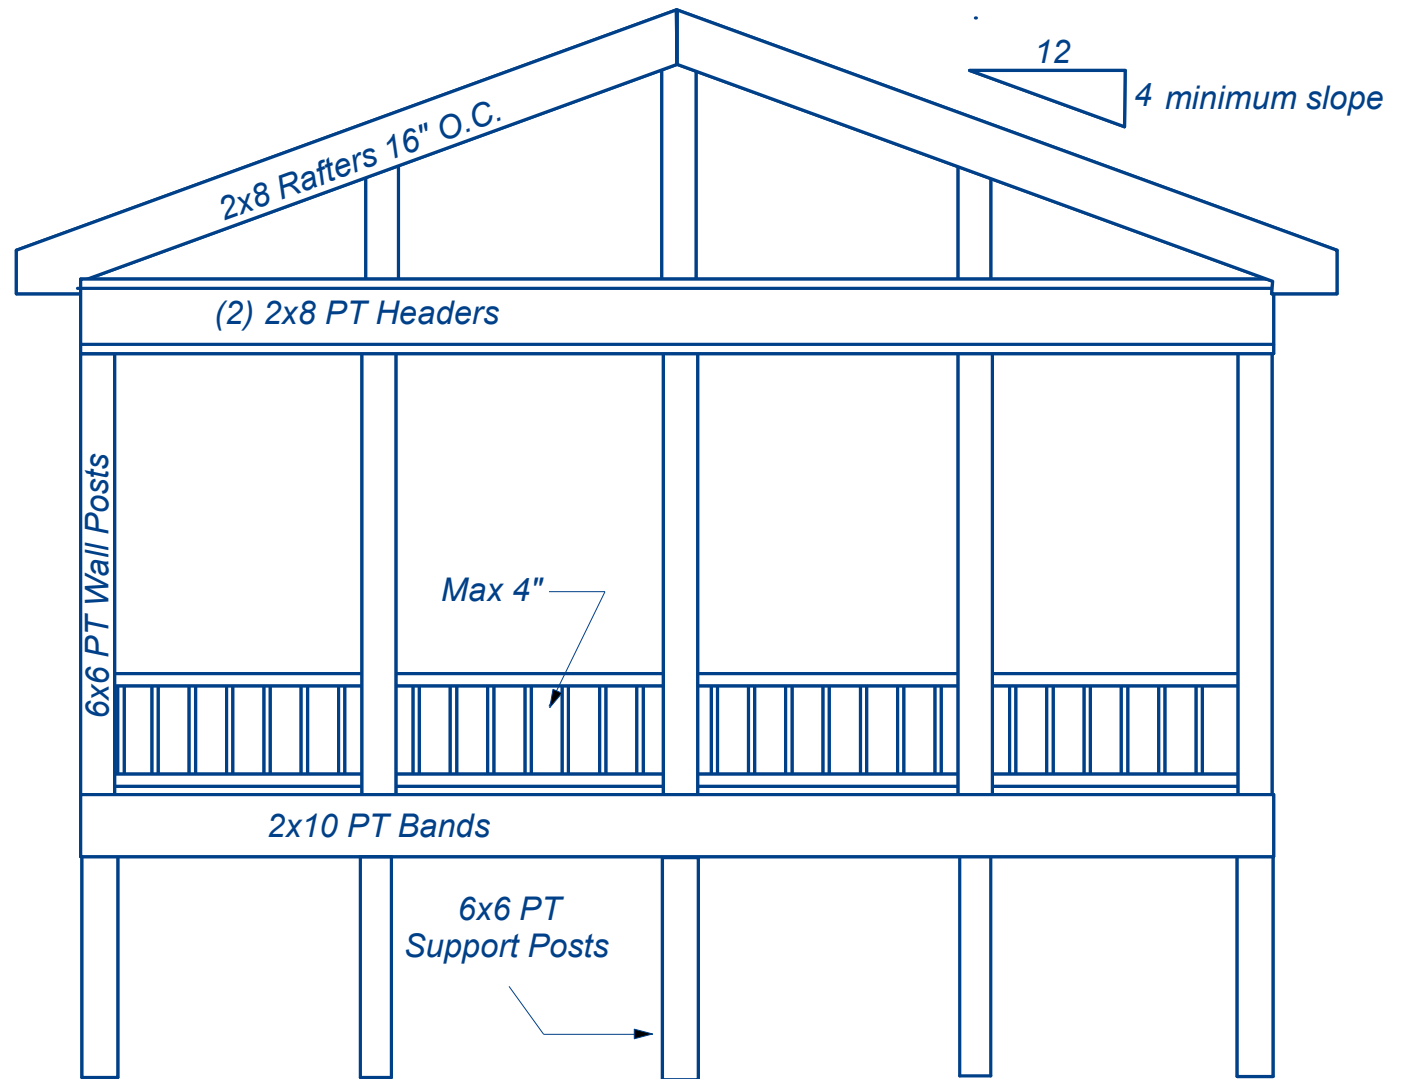 12
4 minimum slope
2x8 Rafters 16" O.C.
(2) 2x8 PT Headers
6x6 PT Wall Posts
Max 4"
2x10 PT Bands
6x6 PT
Support Posts